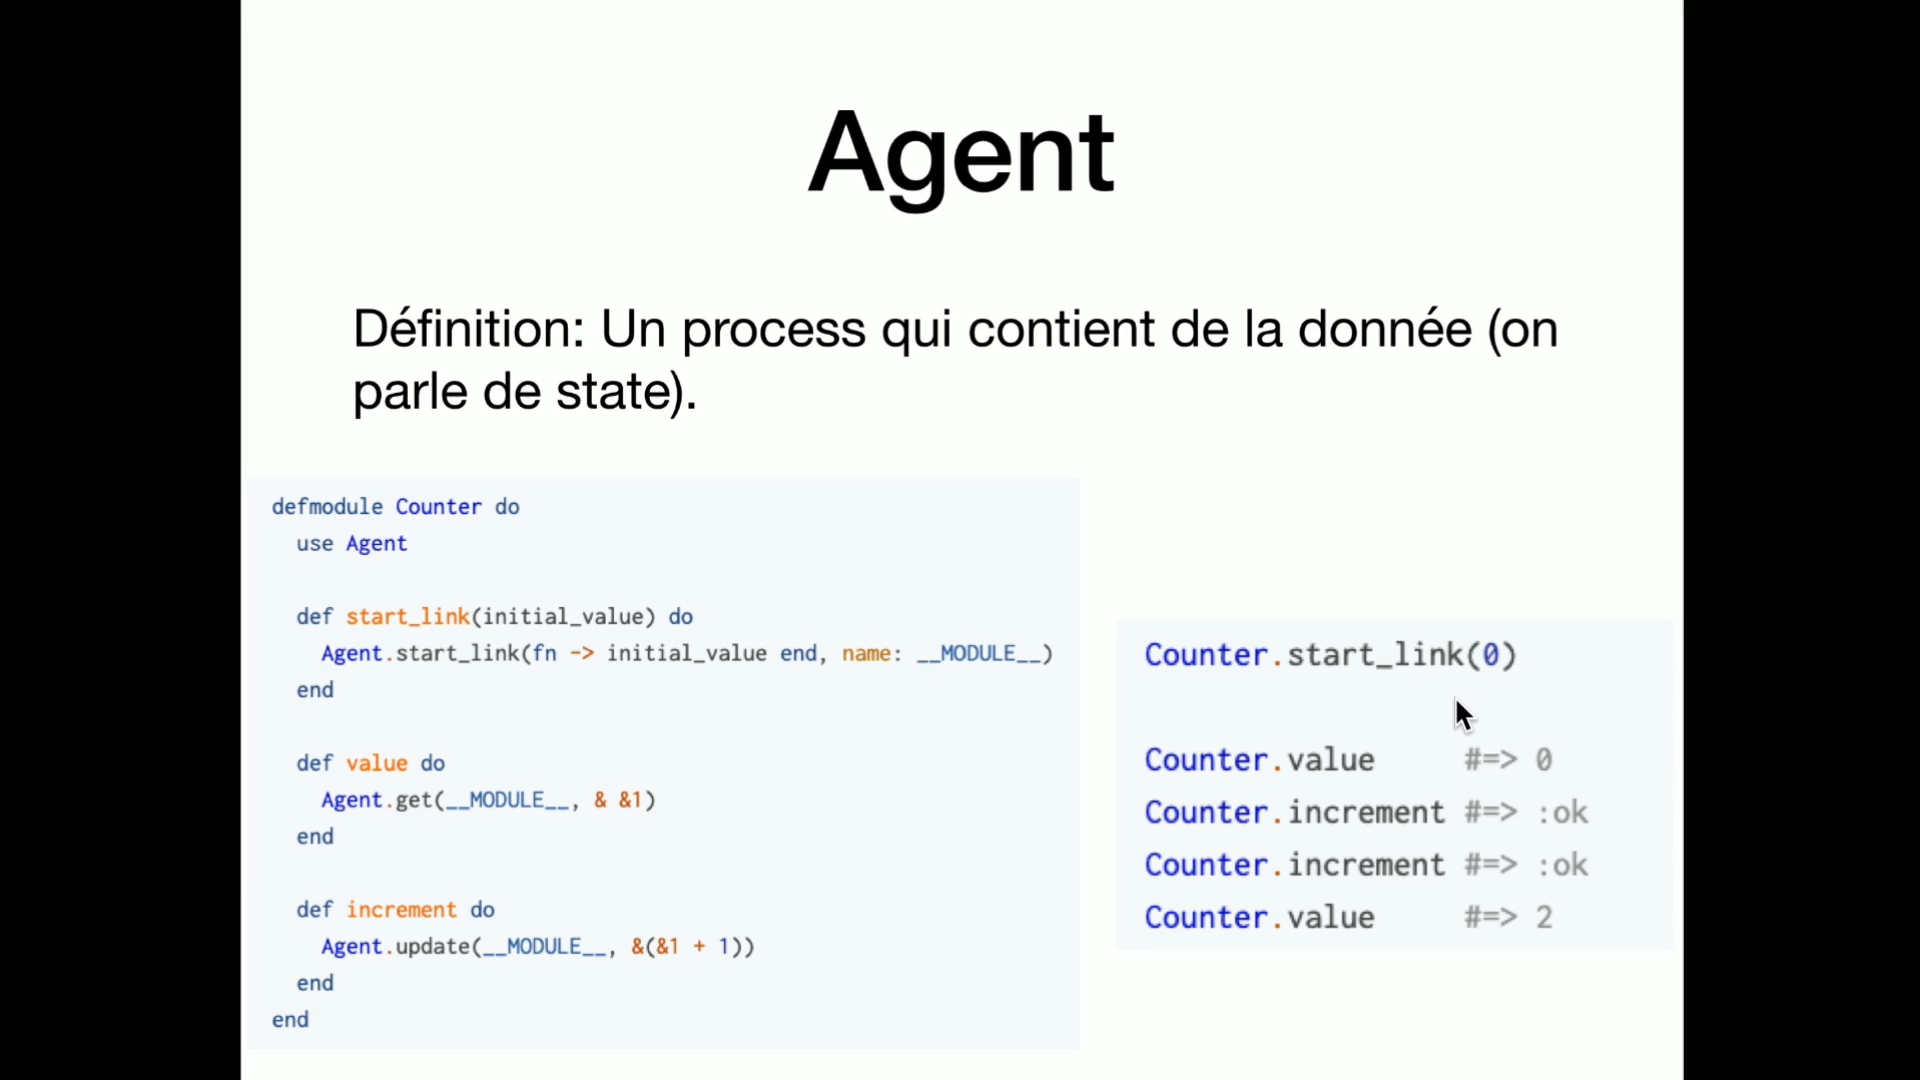 Agent
Définition: Un process qui contient de la donnée (on
parle de state).
defmodule Counter do
  use Agent

  def start_link(initial_value) do
    Agent.start_link(fn -> initial_value end, name: __MODULE__)
  end

  def value do
    Agent.get(__MODULE__, & &1)
  end

  def increment do
    Agent.update(__MODULE__, &(&1 + 1))
  end
end
Counter.start_link(0)

Counter.value     #=> 0
Counter.increment #=> :ok
Counter.increment #=> :ok
Counter.value     #=> 2